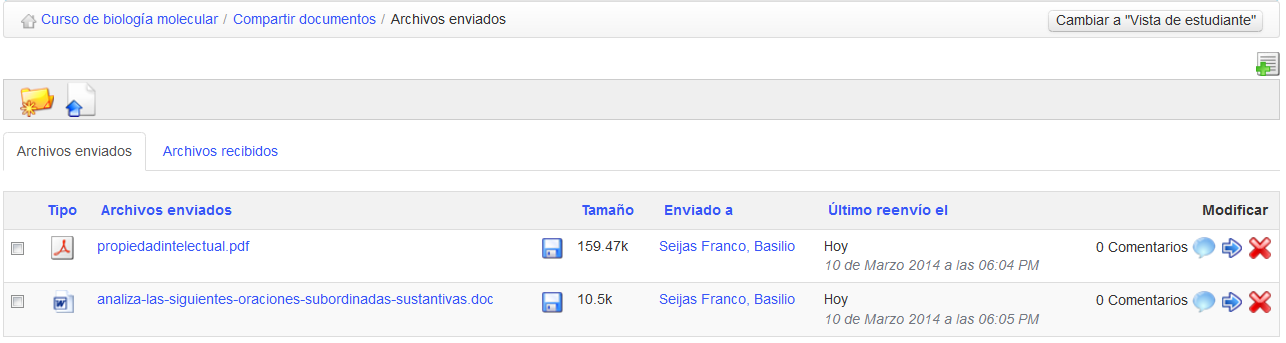 Curso de biología molecular / Compartir documentos / Archivos enviados Cambiar a "Vista de estudiante"
Archivos enviados Archivos recibidos
Tipo Archivos enviados Tamaño Enviado a Último reenvío el Modificar
propiedadintelectual.pdf 159.47k Seijas Franco, Basilio Hoy 0 Comentarios
10 de Marzo 2014 a las 06:04 PM
analiza-las-siguientes-oraciones-subordinadas-sustantivas.doc 10.5k Seijas Franco, Basilio Hoy 0 Comentarios
10 de Marzo 2014 a las 06:05 PM